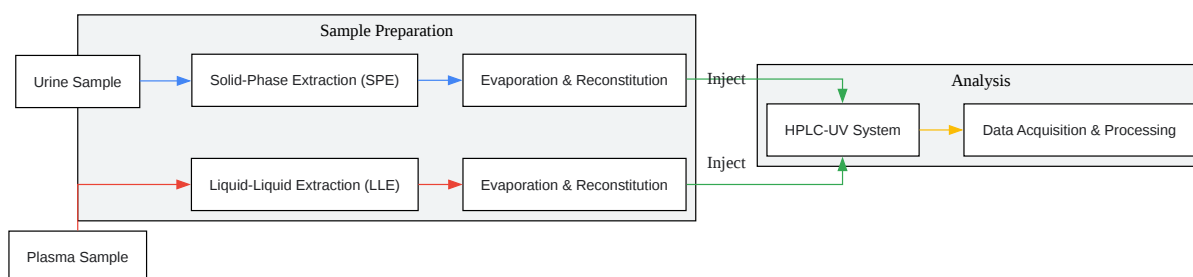 Sample Preparation
Urine Sample
Solid-Phase Extraction (SPE)
Evaporation & Reconstitution
Inject
Analysis
HPLC-UV System
Data Acquisition & Processing
Liquid-Liquid Extraction (LLE)
Evaporation & Reconstitution
Inject
Plasma Sample